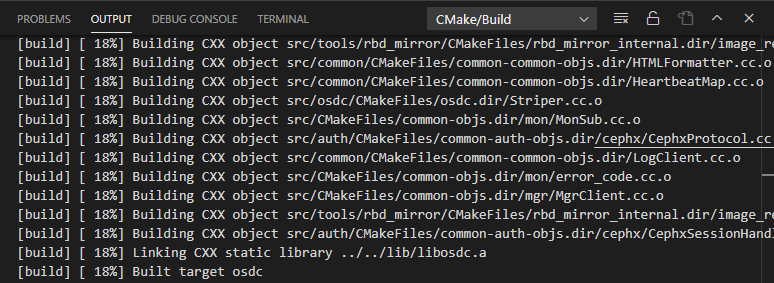 PROBLEMS OUTPUT DEBUG CONSOLE TERMINAL CMake/Build
[build] [ 18%] Building CXX object src/tools/rbd_mirror/CMakeFiles/rbd_mirror_internal.dir/image_re
[build] [ 18%] Building CXX object src/common/CMakeFiles/common-common-objs.dir/HTMLFormatter.cc.o
[build] [ 18%] Building CXX object src/common/CMakeFiles/common-common-objs.dir/HeartbeatMap.cc.o
[build] [ 18%] Building CXX object src/osdc/CMakeFiles/osdc.dir/Striper.cc.o
[build] [ 18%] Building CXX object src/CMakeFiles/common-objs.dir/mon/MonSub.cc.o
[build] [ 18%] Building CXX object src/auth/CMakeFiles/common-auth-objs.dir/cephx/CephxProtocol.cc
[build] [ 18%] Building CXX object src/common/CMakeFiles/common-common-objs.dir/LogClient.cc.o
[build] [ 18%] Building CXX object src/CMakeFiles/common-objs.dir/mon/error_code.cc.o
[build] [ 18%] Building CXX object src/CMakeFiles/common-objs.dir/mgr/MgrClient.cc.o
[build] [ 18%] Building CXX object src/tools/rbd_mirror/CMakeFiles/rbd_mirror_internal.dir/image_re
[build] [ 18%] Building CXX object src/auth/CMakeFiles/common-auth-objs.dir/cephx/CephxSessionHandl
[build] [ 18%] Linking CXX static library ../../lib/libosdc.a
[build] [ 18%] Built target osdc